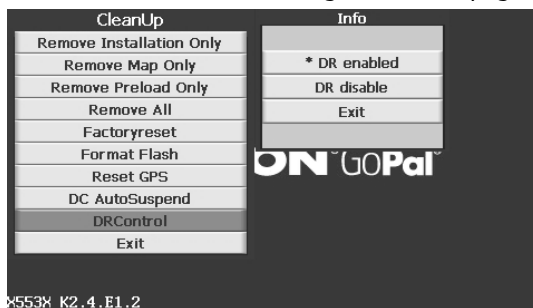 CleanUp
Remove Installation Only
Remove Map Only
Remove Preload Only
Remove All
Factoryreset
Format Flash
Reset GPS
DC AutoSuspend
DRControl
Exit
Info
* DR enabled
DR disable
Exit
ON GOPal
X553X K2.4.E1.2